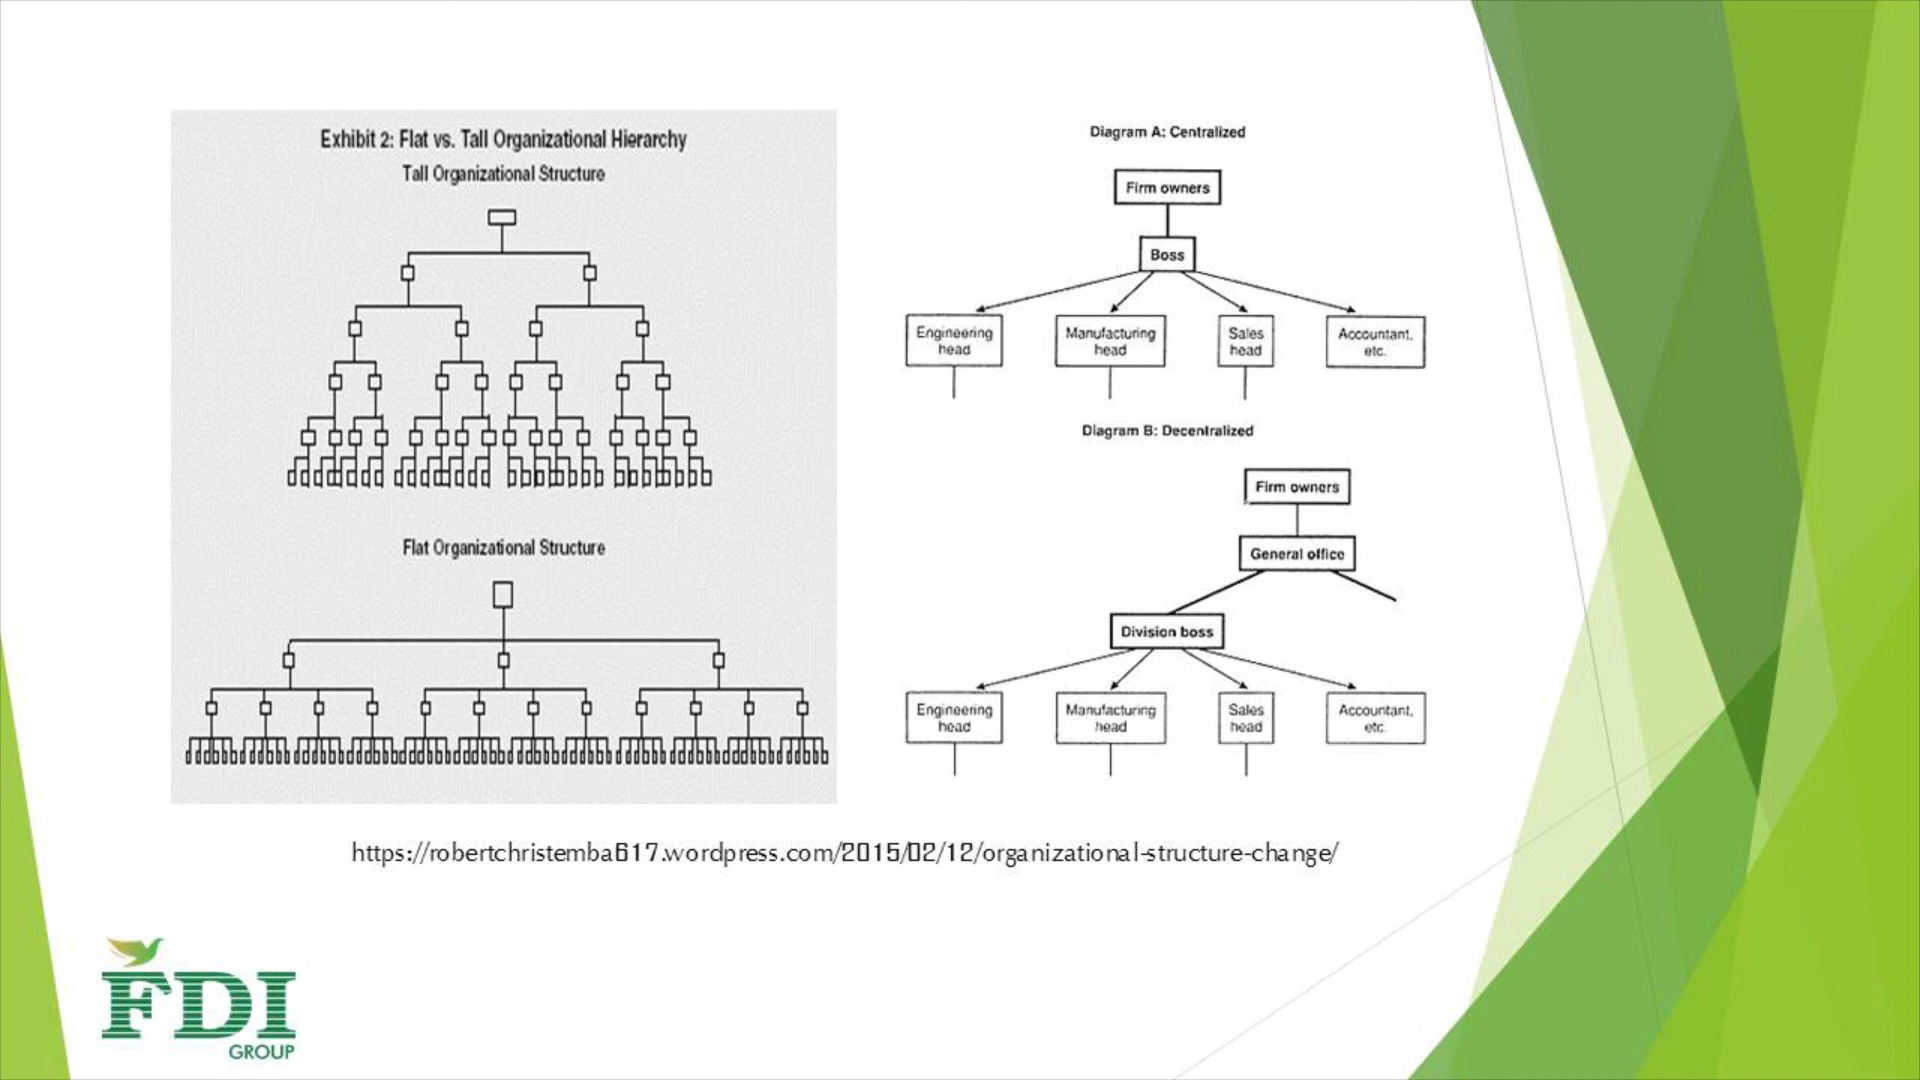 Exhibit 2: Flat vs. Tall Organizational Hierarchy
Tall Organizational Structure
Flat Organizational Structure
Diagram A: Centralized
Firm owners
Boss
Engineering
head
Manufacturing
head
Sales
head
Accountant,
etc.
Diagram B: Decentralized
Firm owners
General office
Division boss
Engineering
head
Manufacturing
head
Sales
head
Accountant,
etc.
https://robertchristemba617.wordpress.com/2015/02/12/organizational-structure-change/
FDI
GROUP